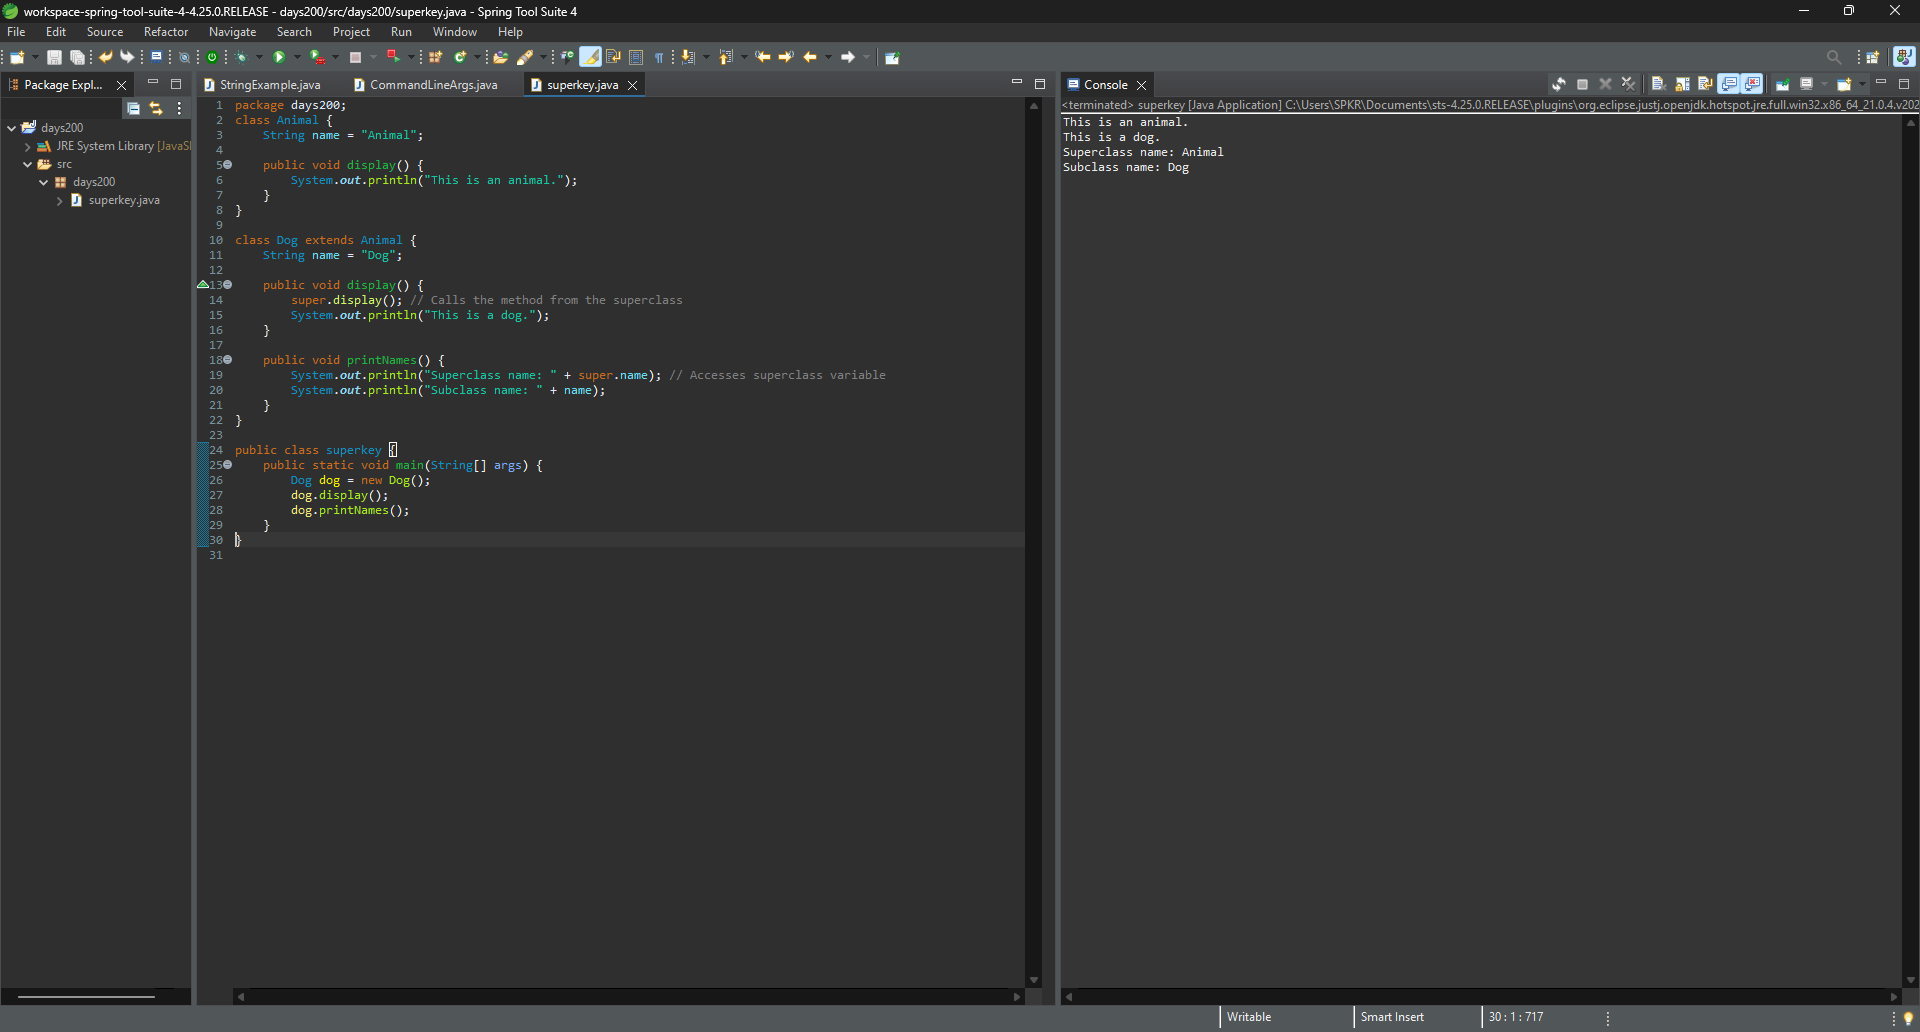 workspace-spring-tool-suite-4-4.25.0.RELEASE - days200/src/days200/superkey.java - Spring Tool Suite 4
File Edit Source Refactor Navigate Search Project Run Window Help
Package Expl...
days200
JRE System Library [JavaSI
src
days200
superkey.java
StringExample.java CommandLineArgs.java superkey.java
1 package days200;
2 class Animal {
3 String name = "Animal";
4
5 public void display() {
6 System.out.println("This is an animal.");
7 }
8 }
9
10 class Dog extends Animal {
11 String name = "Dog";
12
13 public void display() {
14 super.display(); // Calls the method from the superclass
15 System.out.println("This is a dog.");
16 }
17
18 public void printNames() {
19 System.out.println("Superclass name: " + super.name); // Accesses superclass variable
20 System.out.println("Subclass name: " + name);
21 }
22 }
23
24 public class superkey {
25 public static void main(String[] args) {
26 Dog dog = new Dog();
27 dog.display();
28 dog.printNames();
29 }
30 }
31
Console
<terminated> superkey [Java Application] C:\Users\SPKR\Documents\sts-4.25.0.RELEASE\plugins\org.eclipse.justj.openjdk.hotspot.jre.full.win32.x86_64_21.0.4.v202
This is an animal.
This is a dog.
Superclass name: Animal
Subclass name: Dog
Writable Smart Insert 30 : 1 : 717